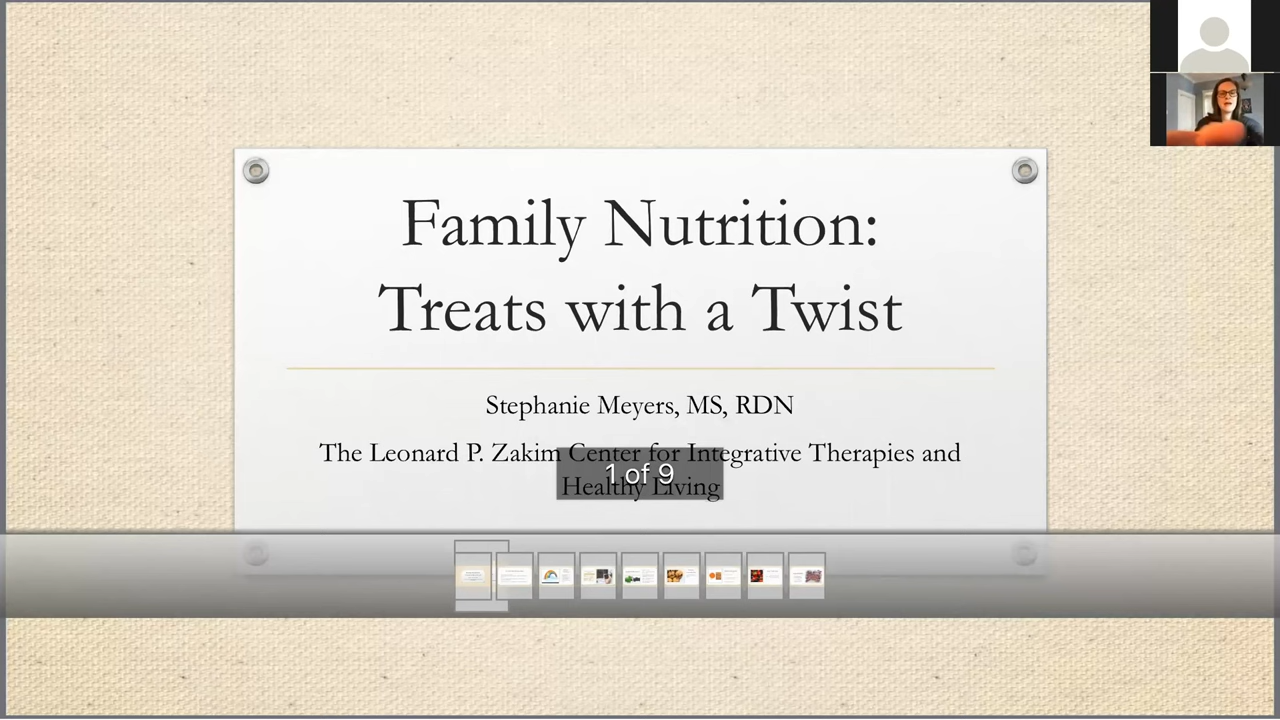 Family Nutrition:
Treats with a Twist
Stephanie Meyers, MS, RDN
The Leonard P. Zakim Center for Integrative Therapies and
Healthy Living
1 of 9